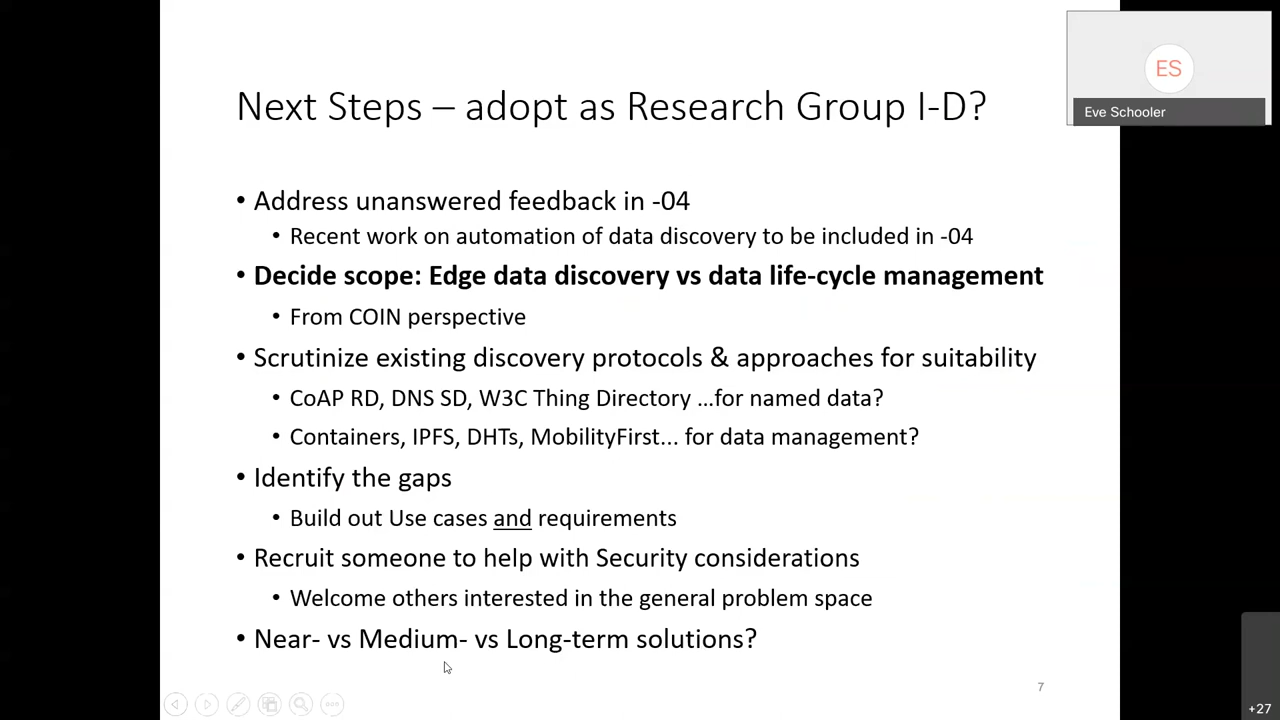 Next Steps – adopt as Research Group I-D?
• Address unanswered feedback in -04
• Recent work on automation of data discovery to be included in -04
• Decide scope: Edge data discovery vs data life-cycle management
• From COIN perspective
• Scrutinize existing discovery protocols & approaches for suitability
• CoAP RD, DNS SD, W3C Thing Directory …for named data?
• Containers, IPFS, DHTs, MobilityFirst... for data management?
• Identify the gaps
• Build out Use cases and requirements
• Recruit someone to help with Security considerations
• Welcome others interested in the general problem space
• Near- vs Medium- vs Long-term solutions?
7
ES
Eve Schooler
+27